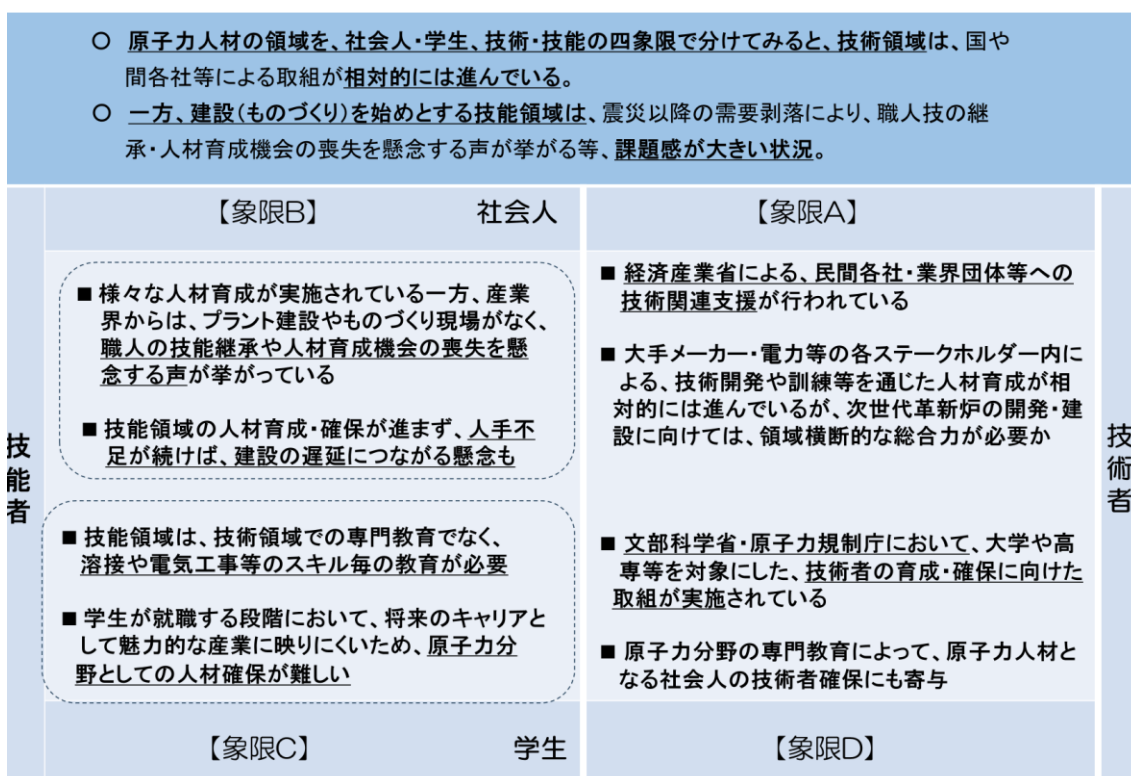 ○ 原子力人材の領域を、社会人・学生、技術・技能の四象限で分けてみると、技術領域は、国や
間各社等による取組が相対的には進んでいる。
○ 一方、建設(ものづくり)を始めとする技能領域は、震災以降の需要剥落により、職人技の継
承・人材育成機会の喪失を懸念する声が挙がる等、課題感が大きい状況。
【象限B】 社会人
■ 様々な人材育成が実施されている一方、産業
界からは、プラント建設やものづくり現場がなく、
職人の技能継承や人材育成機会の喪失を懸
念する声が挙がっている
■ 技能領域の人材育成・確保が進まず、人手不
足が続けば、建設の遅延につながる懸念も
【象限A】
■ 経済産業省による、民間各社・業界団体等への
技術関連支援が行われている
■ 大手メーカー・電力等の各ステークホルダー内に
よる、技術開発や訓練等を通じた人材育成が相
対的には進んでいるが、次世代革新炉の開発・建
設に向けては、領域横断的な総合力が必要か
技能者
技術者
■ 技能領域は、技術領域での専門教育でなく、
溶接や電気工事等のスキル毎の教育が必要
■ 学生が就職する段階において、将来のキャリアと
して魅力的な産業に映りにくいため、原子力分
野としての人材確保が難しい
【象限C】 学生
■ 文部科学省・原子力規制庁において、大学や高
専等を対象にした、技術者の育成・確保に向けた
取組が実施されている
■ 原子力分野の専門教育によって、原子力人材と
なる社会人の技術者確保にも寄与
【象限D】